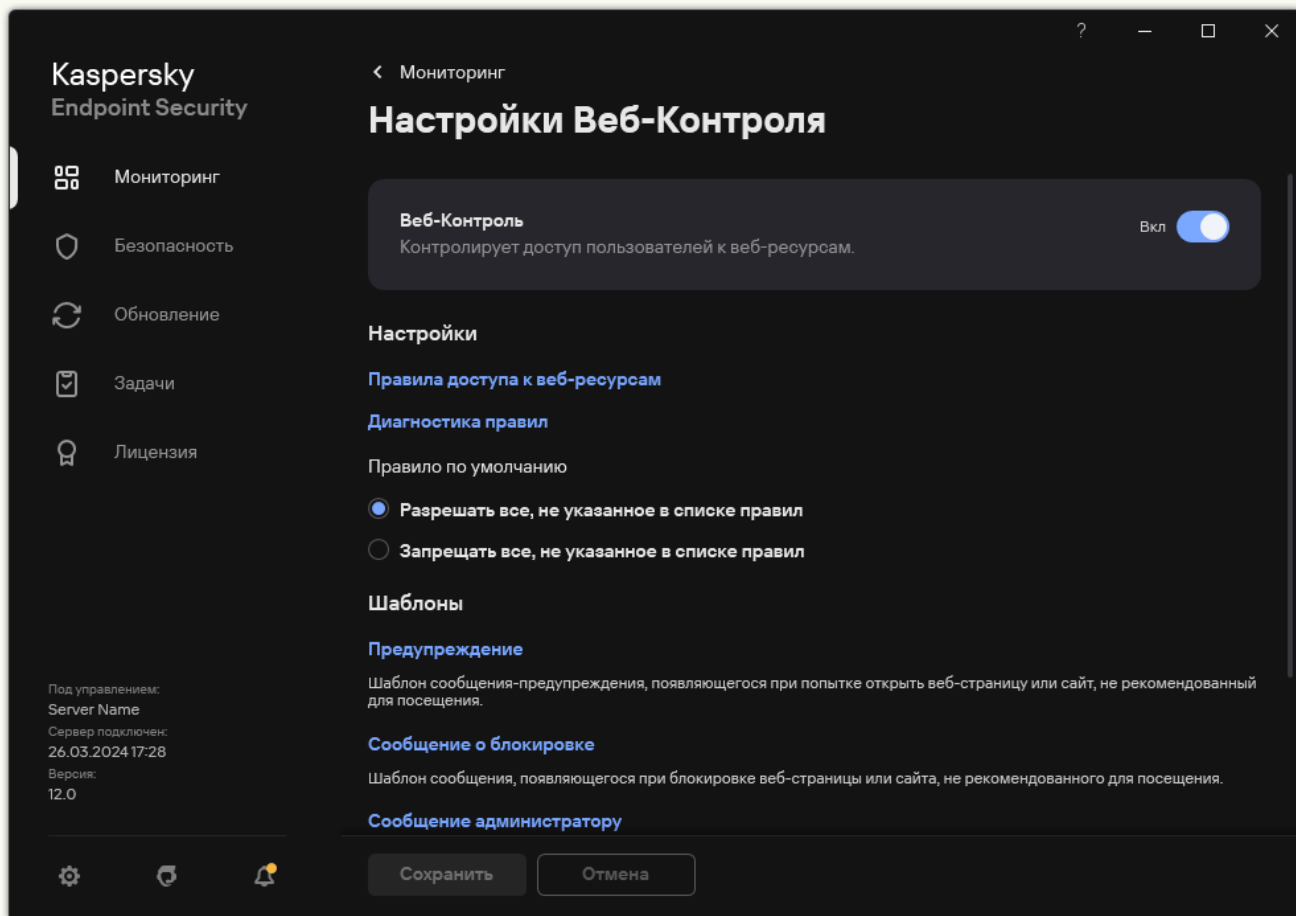 ?
Kaspersky
Endpoint Security
Мониторинг
Безопасность
Обновление
Задачи
Лицензия
Под управлением:
Server Name
Сервер подключен:
26.03.2024 17:28
Версия:
12.0
Мониторинг
Настройки Веб-Контроля
Веб-Контроль
Контролирует доступ пользователей к веб-ресурсам.
Вкл
Настройки
Правила доступа к веб-ресурсам
Диагностика правил
Правило по умолчанию
Разрешать все, не указанное в списке правил
Запрещать все, не указанное в списке правил
Шаблоны
Предупреждение
Шаблон сообщения-предупреждения, появляющегося при попытке открыть веб-страницу или сайт, не рекомендованный
для посещения.
Сообщение о блокировке
Шаблон сообщения, появляющегося при блокировке веб-страницы или сайта, не рекомендованного для посещения.
Сообщение администратору
Сохранить
Отмена